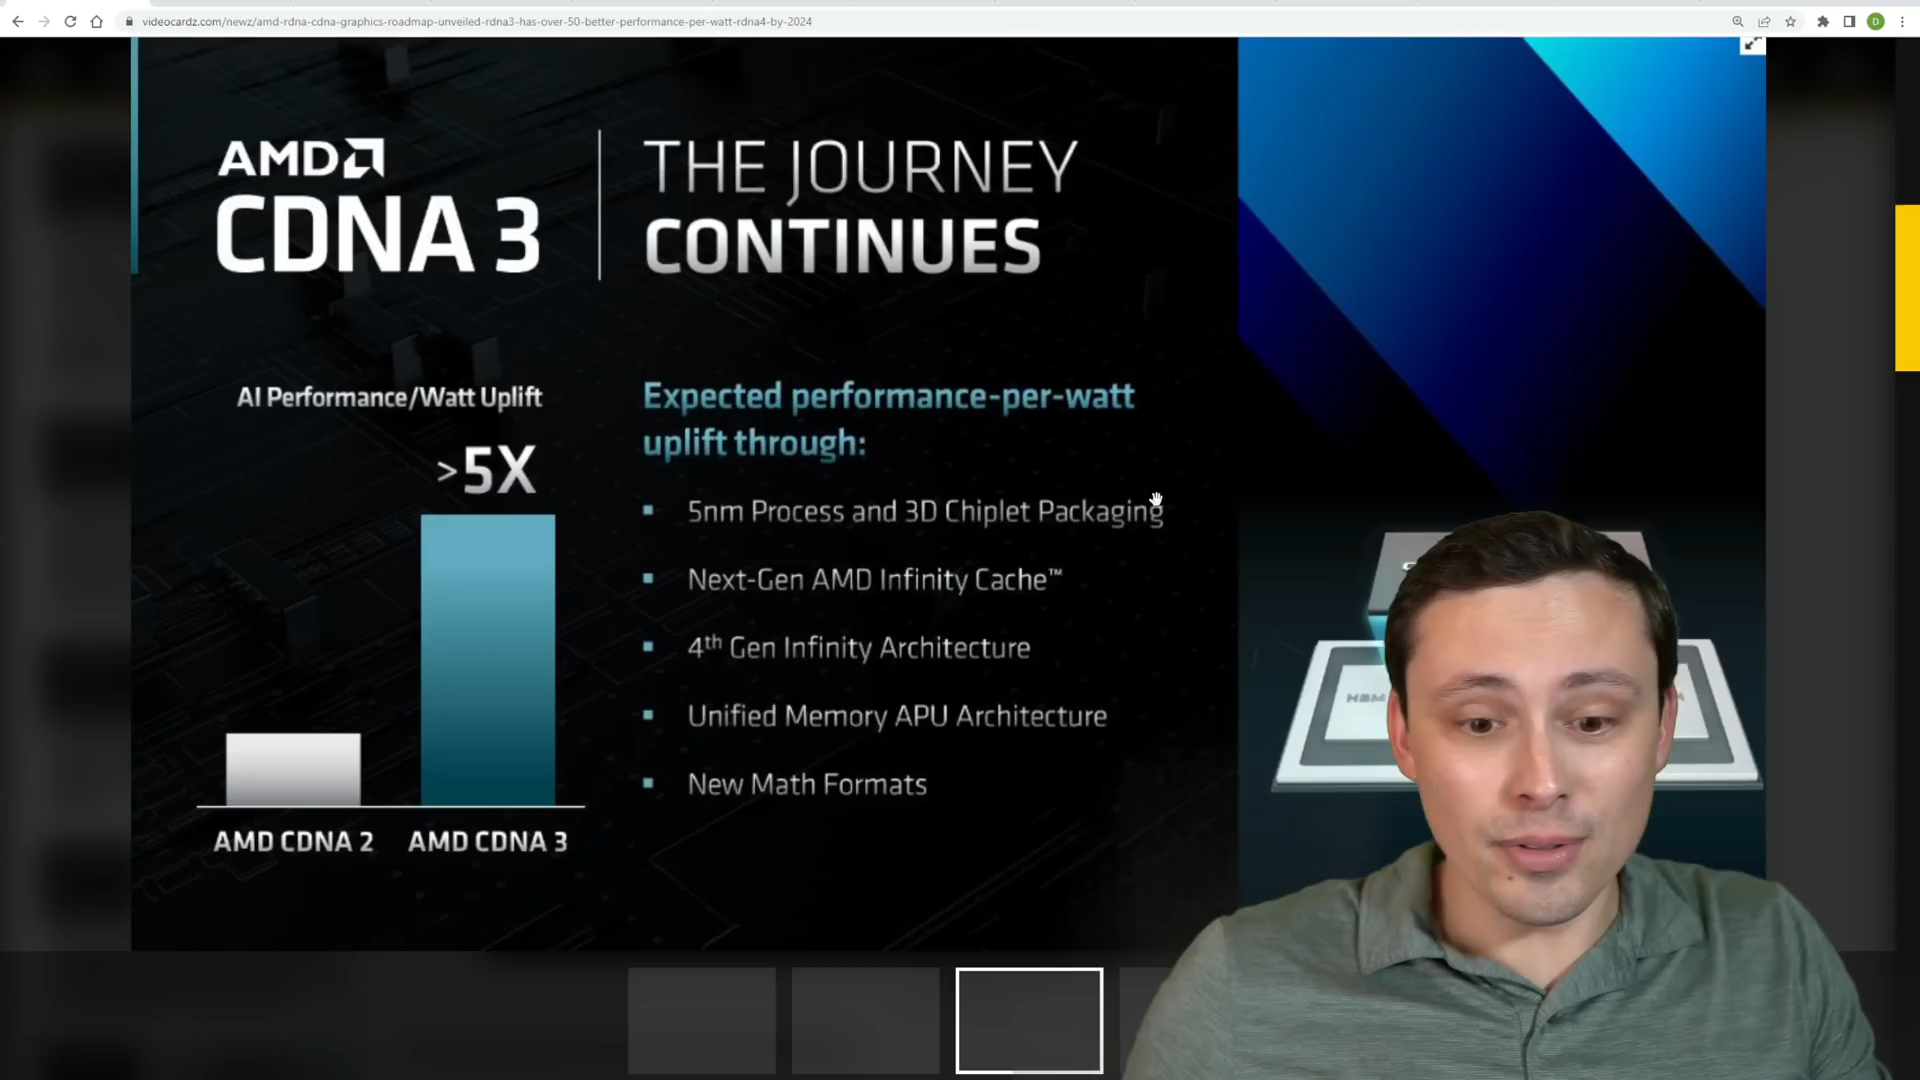 videocardz.com/newz/amd-rdna-cdna-graphics-roadmap-unveiled-rdna3-has-over-50-better-performance-per-watt-rdna4-by-2024
D
AMD
CDNA 3
THE JOURNEY
CONTINUES
AI Performance/Watt Uplift
>5X
AMD CDNA 2
AMD CDNA 3
Expected performance-per-watt
uplift through:
▪ 5nm Process and 3D Chiplet Packaging
▪ Next-Gen AMD Infinity Cache™
▪ 4th Gen Infinity Architecture
▪ Unified Memory APU Architecture
▪ New Math Formats